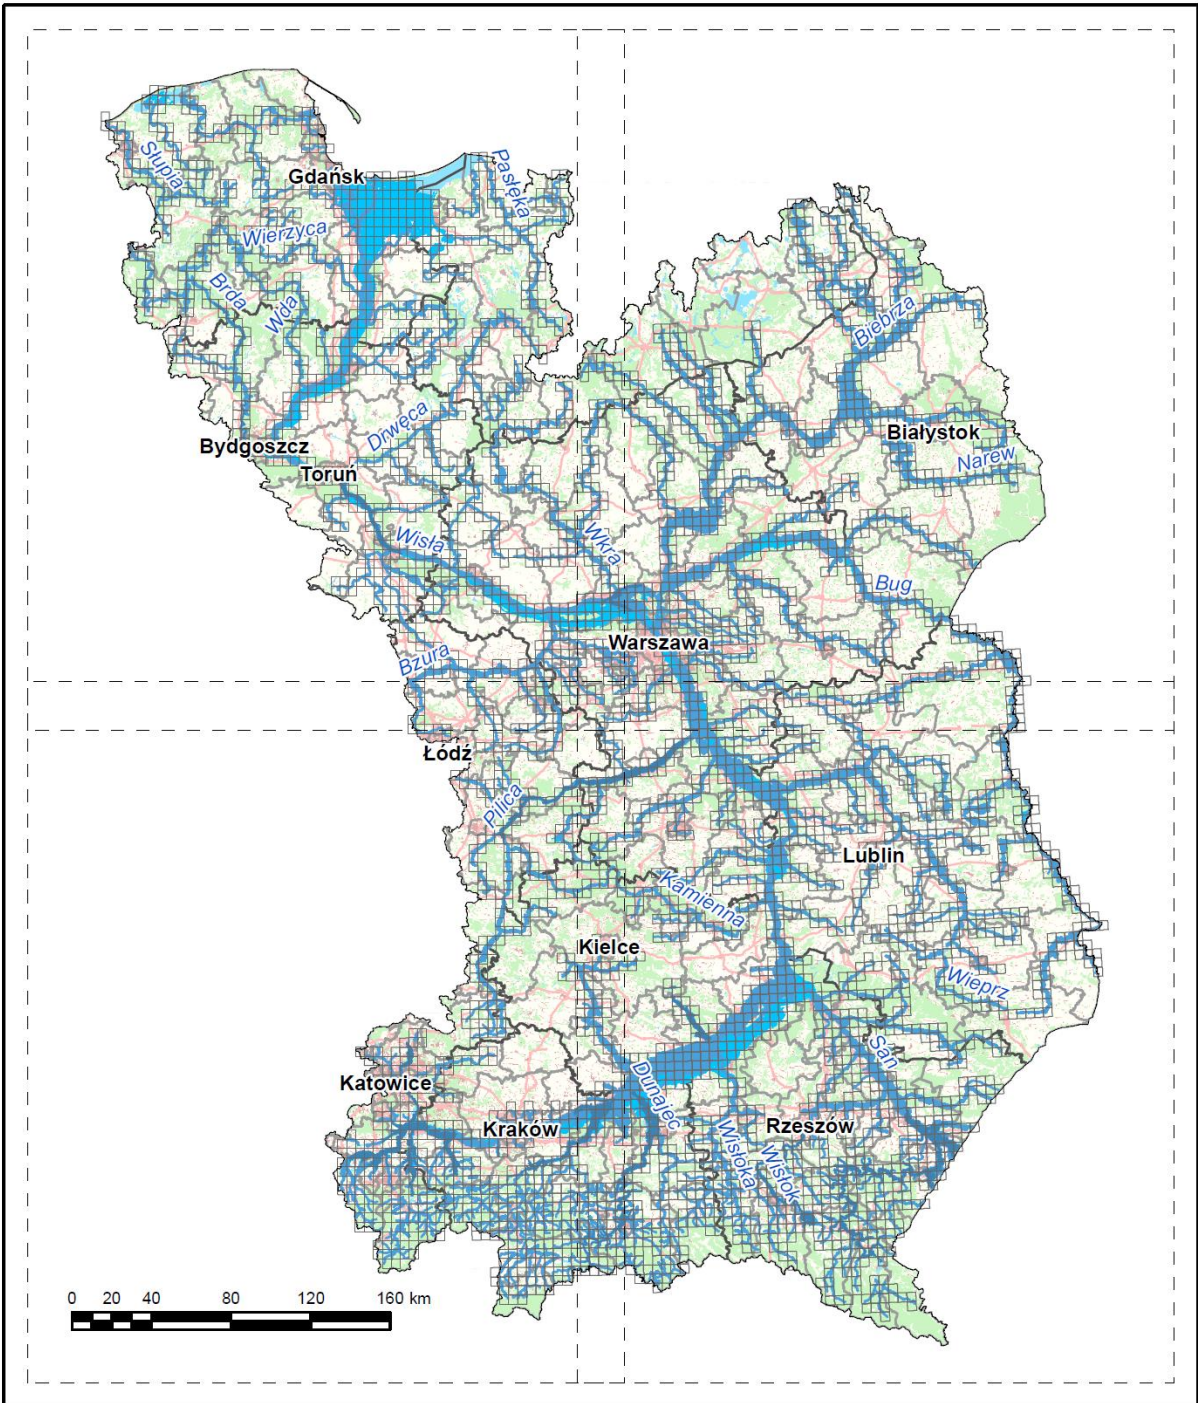 Słupia
Gdańsk
Pasłęka
Wierzyca
Brda
Wda
Biebrza
Drwęca
Bydgoszcz
Białystok
Toruń
Narew
Wisła
Wkra
Bug
Warszawa
Bzura
Łódź
Pilica
Lublin
Kamienna
Kielce
Wieprz
San
Katowice
Dunajec
Kraków
Rzeszów
Wisłoka
Wisłok
0 20 40 80 120 160 km